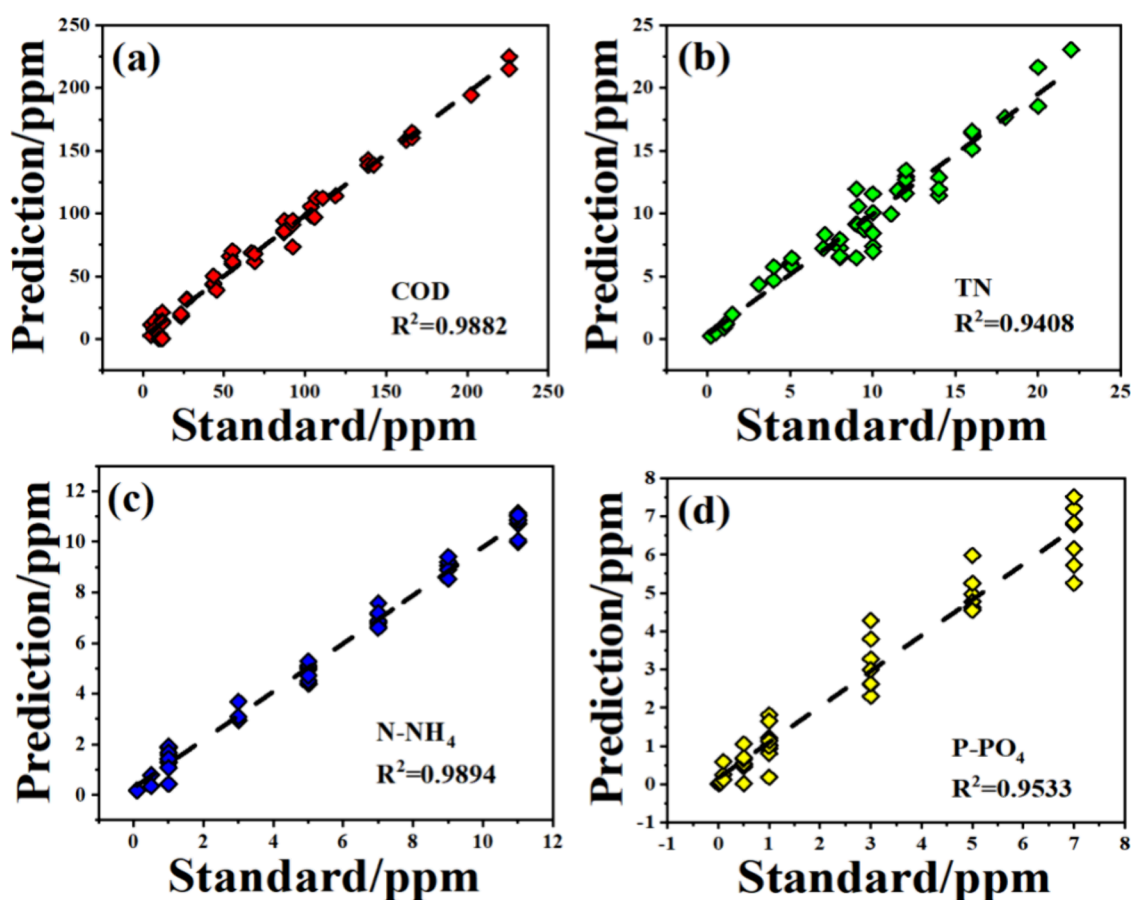 (a)
Prediction/ppm
250
200
150
100
50
0
COD
R²=0.9882
0 50 100 150 200 250
Standard/ppm
(b)
Prediction/ppm
25
20
15
10
5
0
TN
R²=0.9408
0 5 10 15 20 25
Standard/ppm
(c)
Prediction/ppm
12
10
8
6
4
2
0
N-NH₄
R²=0.9894
0 2 4 6 8 10 12
Standard/ppm
(d)
Prediction/ppm
8
7
6
5
4
3
2
1
0
-1
P-PO₄
R²=0.9533
-1 0 1 2 3 4 5 6 7 8
Standard/ppm